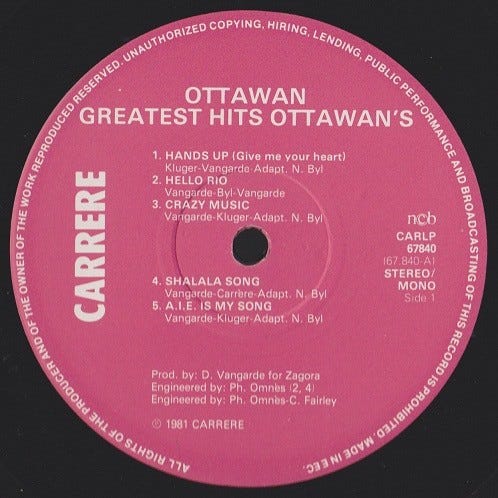 ALL RIGHTS OF THE PRODUCER AND OF THE OWNER OF THE WORK REPRODUCED RESERVED. UNAUTHORIZED COPYING, HIRING, LENDING, PUBLIC PERFORMANCE AND BROADCASTING OF THIS RECORD IS PROHIBITED. MADE IN EEC.
OTTAWAN
GREATEST HITS OTTAWAN'S
CARRERE
1. HANDS UP (Give me your heart)
Kluger-Vangarde-Adapt. N. Byl
2. HELLO RIO
Vangarde-Byl-Vangarde
3. CRAZY MUSIC
Vangarde-Kluger-Adapt. N. Byl
ncb
CARLP
67840
(67.840-A)
STEREO/
MONO
Side 1
4. SHALALA SONG
Vangarde-Carrère-Adapt. N. Byl
5. A.I.E. IS MY SONG
Vangarde-Kluger-Adapt. N. Byl
Prod. by: D. Vangarde for Zagora
Engineered by: Ph. Omnès (2, 4)
Engineered by: Ph. Omnès-C. Fairley
℗ 1981 CARRERE